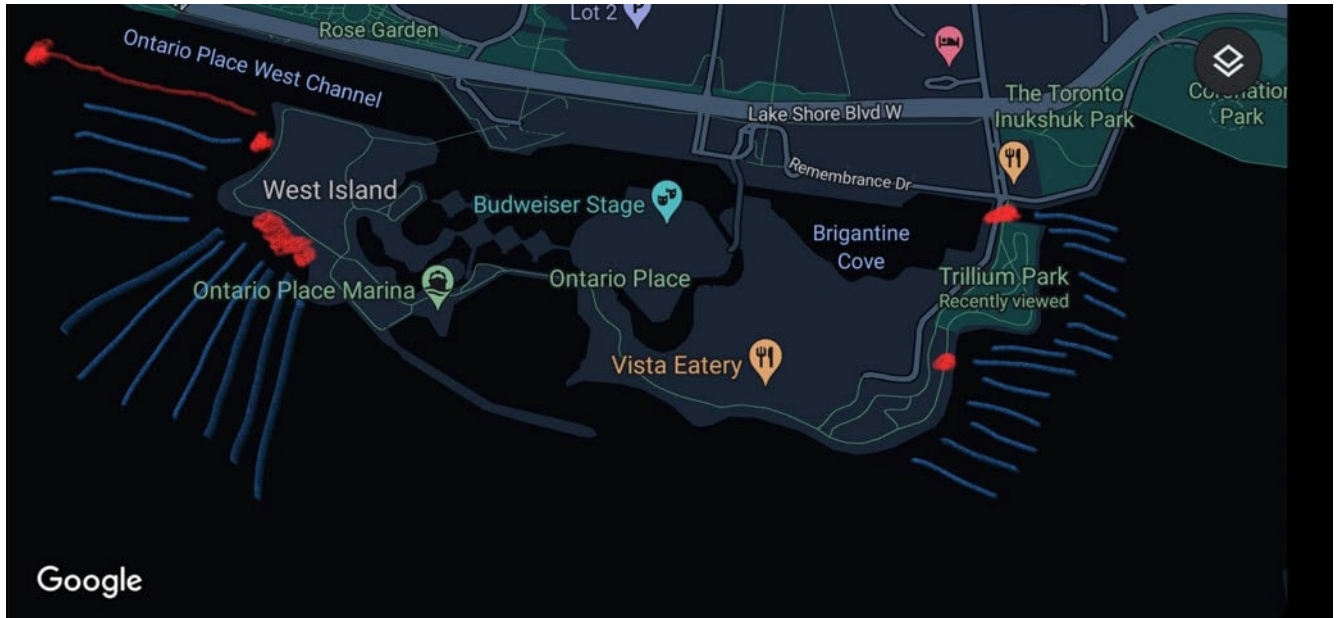 Lot 2
P
Rose Garden
Ontario Place West Channel
The Toronto
Inukshuk Park
Park
Lake Shore Blvd W
Remembrance Dr
West Island
Budweiser Stage
Brigantine
Cove
Ontario Place Marina
Ontario Place
Trillium Park
Recently viewed
Vista Eatery
Google